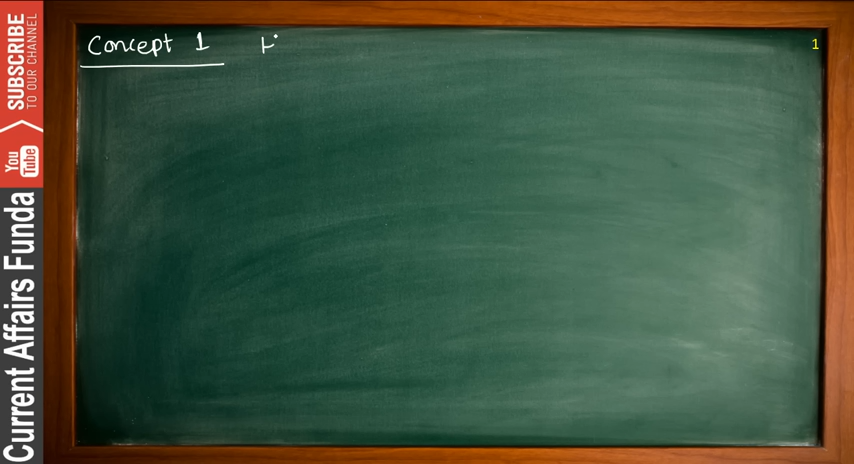 Concept 1
1
SUBSCRIBE
TO OUR CHANNEL
You
Tube
Current Affairs Funda